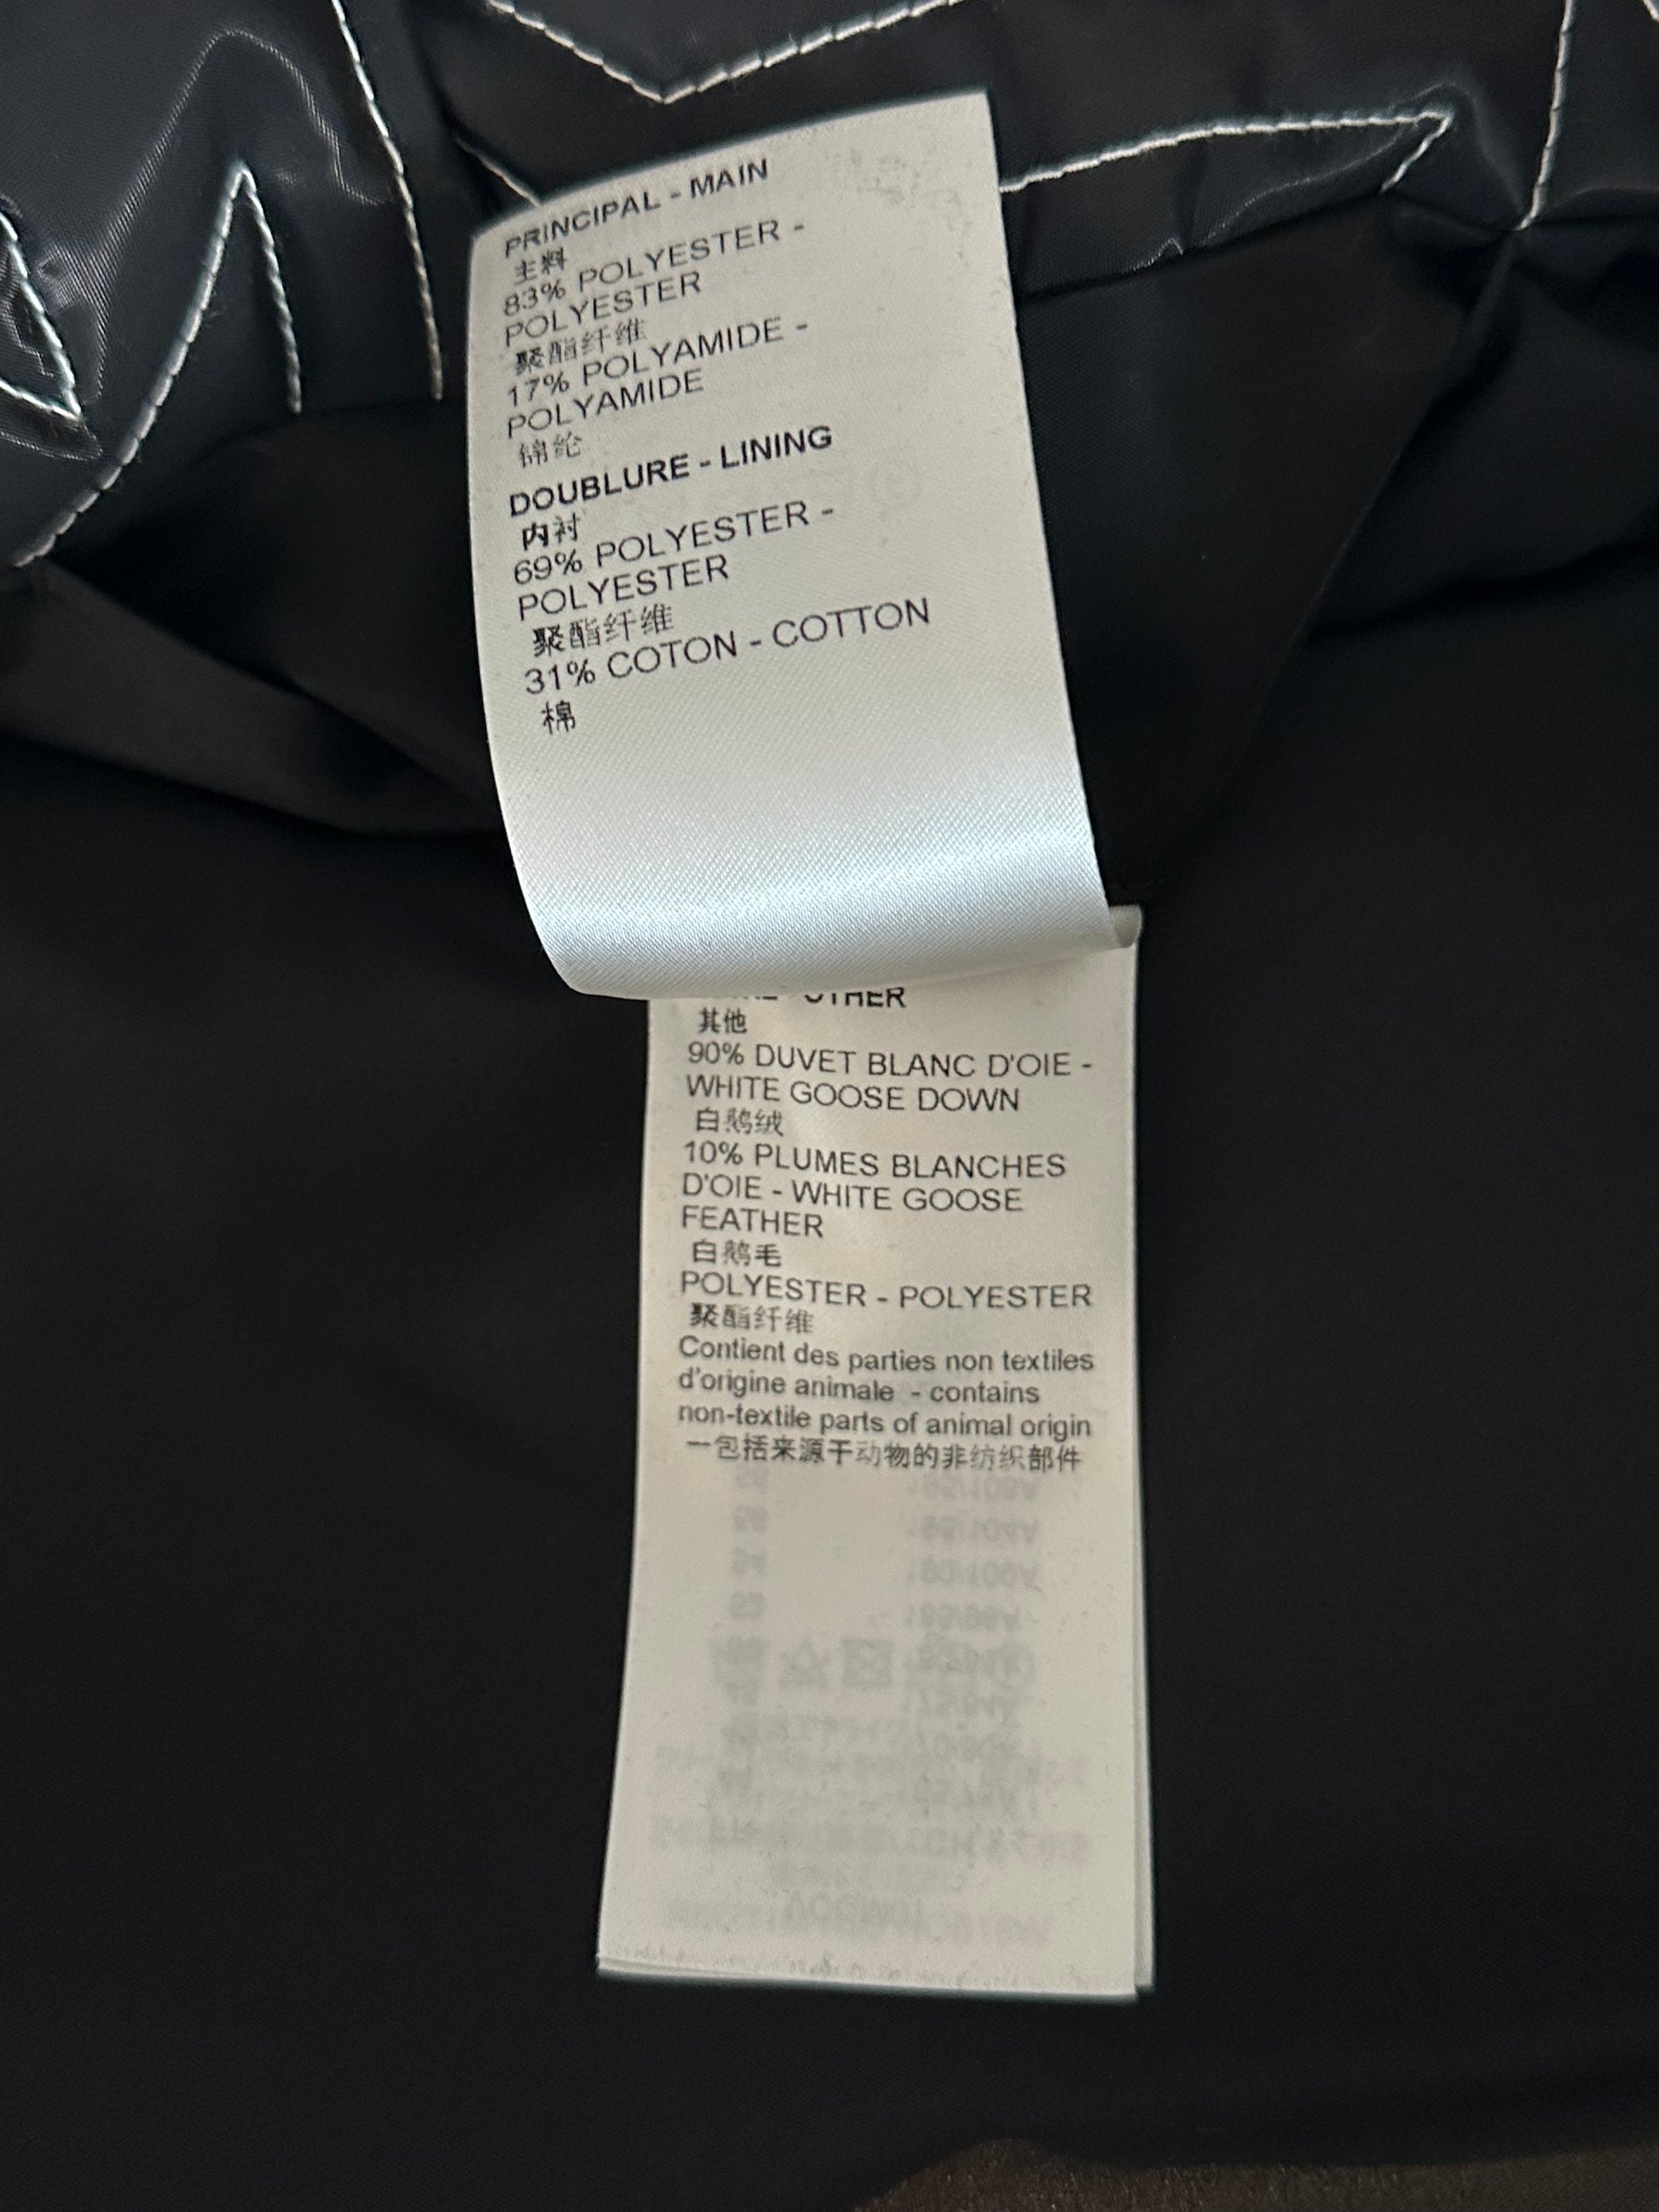 PRINCIPAL - MAIN
主料
83% POLYESTER -
POLYESTER
聚酯纤维
17% POLYAMIDE -
POLYAMIDE
锦纶
DOUBLURE - LINING
内衬
69% POLYESTER -
POLYESTER
聚酯纤维
31% COTON - COTTON
棉
OTHER
其他
90% DUVET BLANC D'OIE -
WHITE GOOSE DOWN
白鹅绒
10% PLUMES BLANCHES
D'OIE - WHITE GOOSE
FEATHER
白鹅毛
POLYESTER - POLYESTER
聚酯纤维
Contient des parties non textiles
d'origine animale - contains
non-textile parts of animal origin
一包括来源于动物的非纺织部件